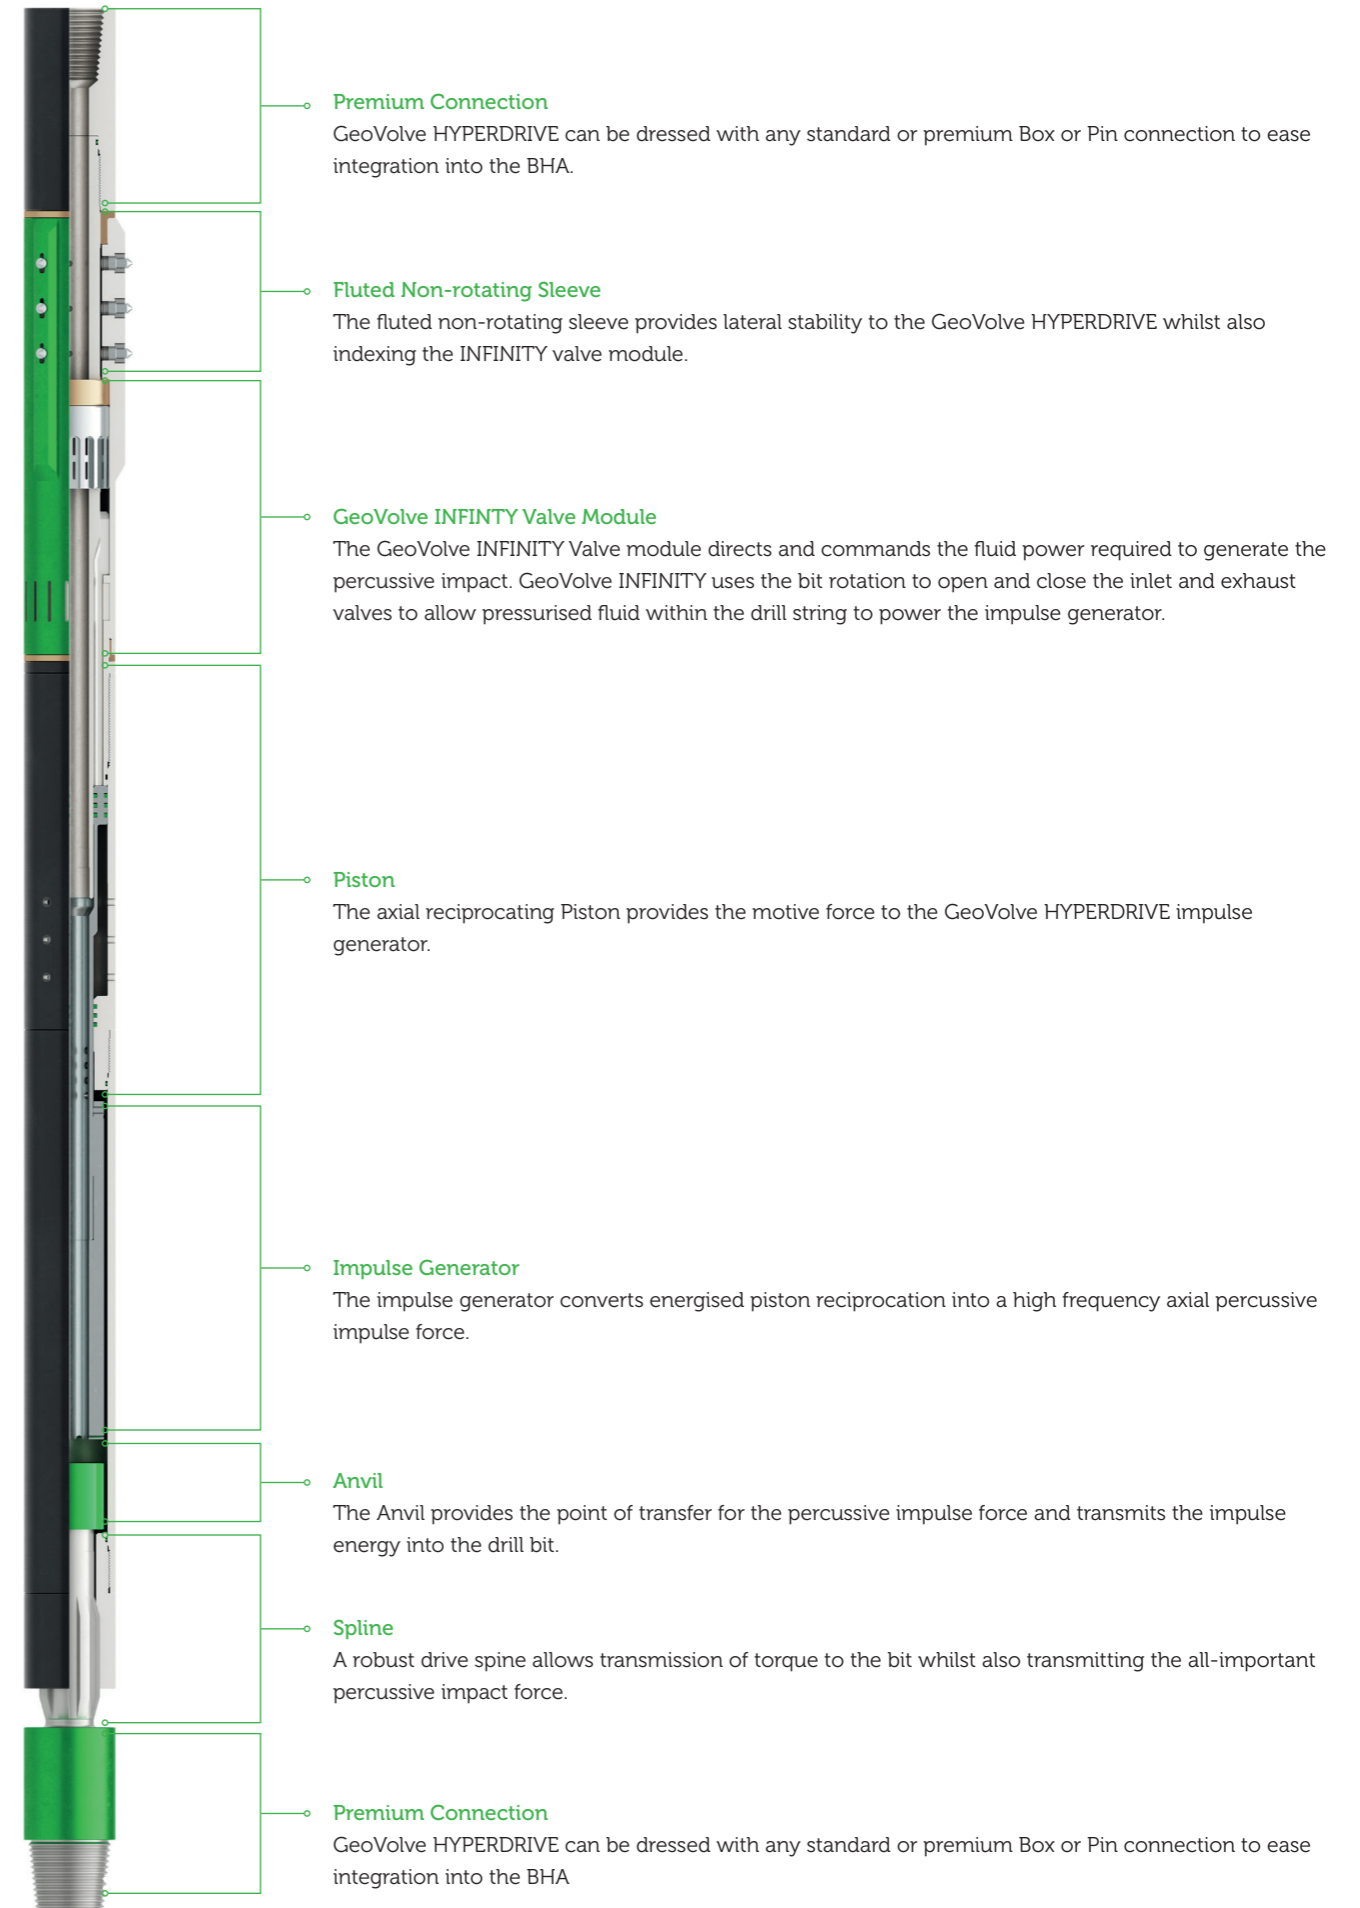 Premium Connection
GeoVolve HYPERDRIVE can be dressed with any standard or premium Box or Pin connection to ease
integration into the BHA.
Fluted Non-rotating Sleeve
The fluted non-rotating sleeve provides lateral stability to the GeoVolve HYPERDRIVE whilst also
indexing the INFINITY valve module.
GeoVolve INFINTY Valve Module
The GeoVolve INFINITY Valve module directs and commands the fluid power required to generate the
percussive impact. GeoVolve INFINITY uses the bit rotation to open and close the inlet and exhaust
valves to allow pressurised fluid within the drill string to power the impulse generator.
Piston
The axial reciprocating Piston provides the motive force to the GeoVolve HYPERDRIVE impulse
generator.
Impulse Generator
The impulse generator converts energised piston reciprocation into a high frequency axial percussive
impulse force.
Anvil
The Anvil provides the point of transfer for the percussive impulse force and transmits the impulse
energy into the drill bit.
Spline
A robust drive spine allows transmission of torque to the bit whilst also transmitting the all-important
percussive impact force.
Premium Connection
GeoVolve HYPERDRIVE can be dressed with any standard or premium Box or Pin connection to ease
integration into the BHA